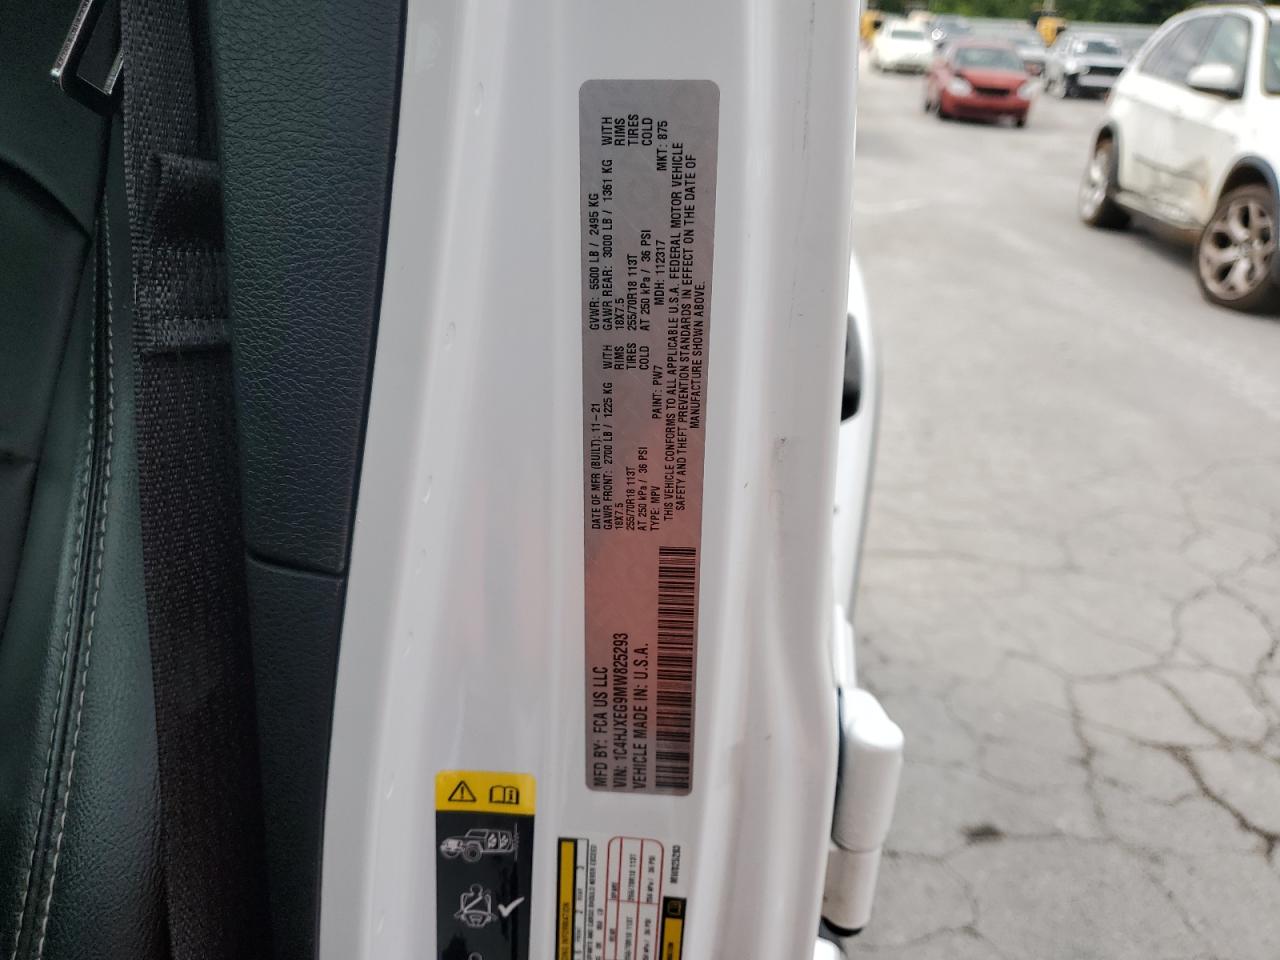 MFD BY: FCA US LLC
VIN: 1C4HJXEG9MW825293
VEHICLE MADE IN: U.S.A.
DATE OF MFR (BUILT): 11-21 GVWR: 5500 LB / 2495 KG
GAWR FRONT: 2700 LB / 1225 KG WITH GAWR REAR: 3000 LB / 1361 KG WITH
18X7.5 RIMS 18X7.5 RIMS
255/70R18 113T TIRES 255/70R18 113T TIRES
AT 250 kPa / 36 PSI COLD AT 250 kPa / 36 PSI COLD
TYPE: MPV PAINT: PW7 MDH: 112317 MKT: 875
THIS VEHICLE CONFORMS TO ALL APPLICABLE U.S.A. FEDERAL MOTOR VEHICLE
SAFETY AND THEFT PREVENTION STANDARDS IN EFFECT ON THE DATE OF
MANUFACTURE SHOWN ABOVE.
MW825293